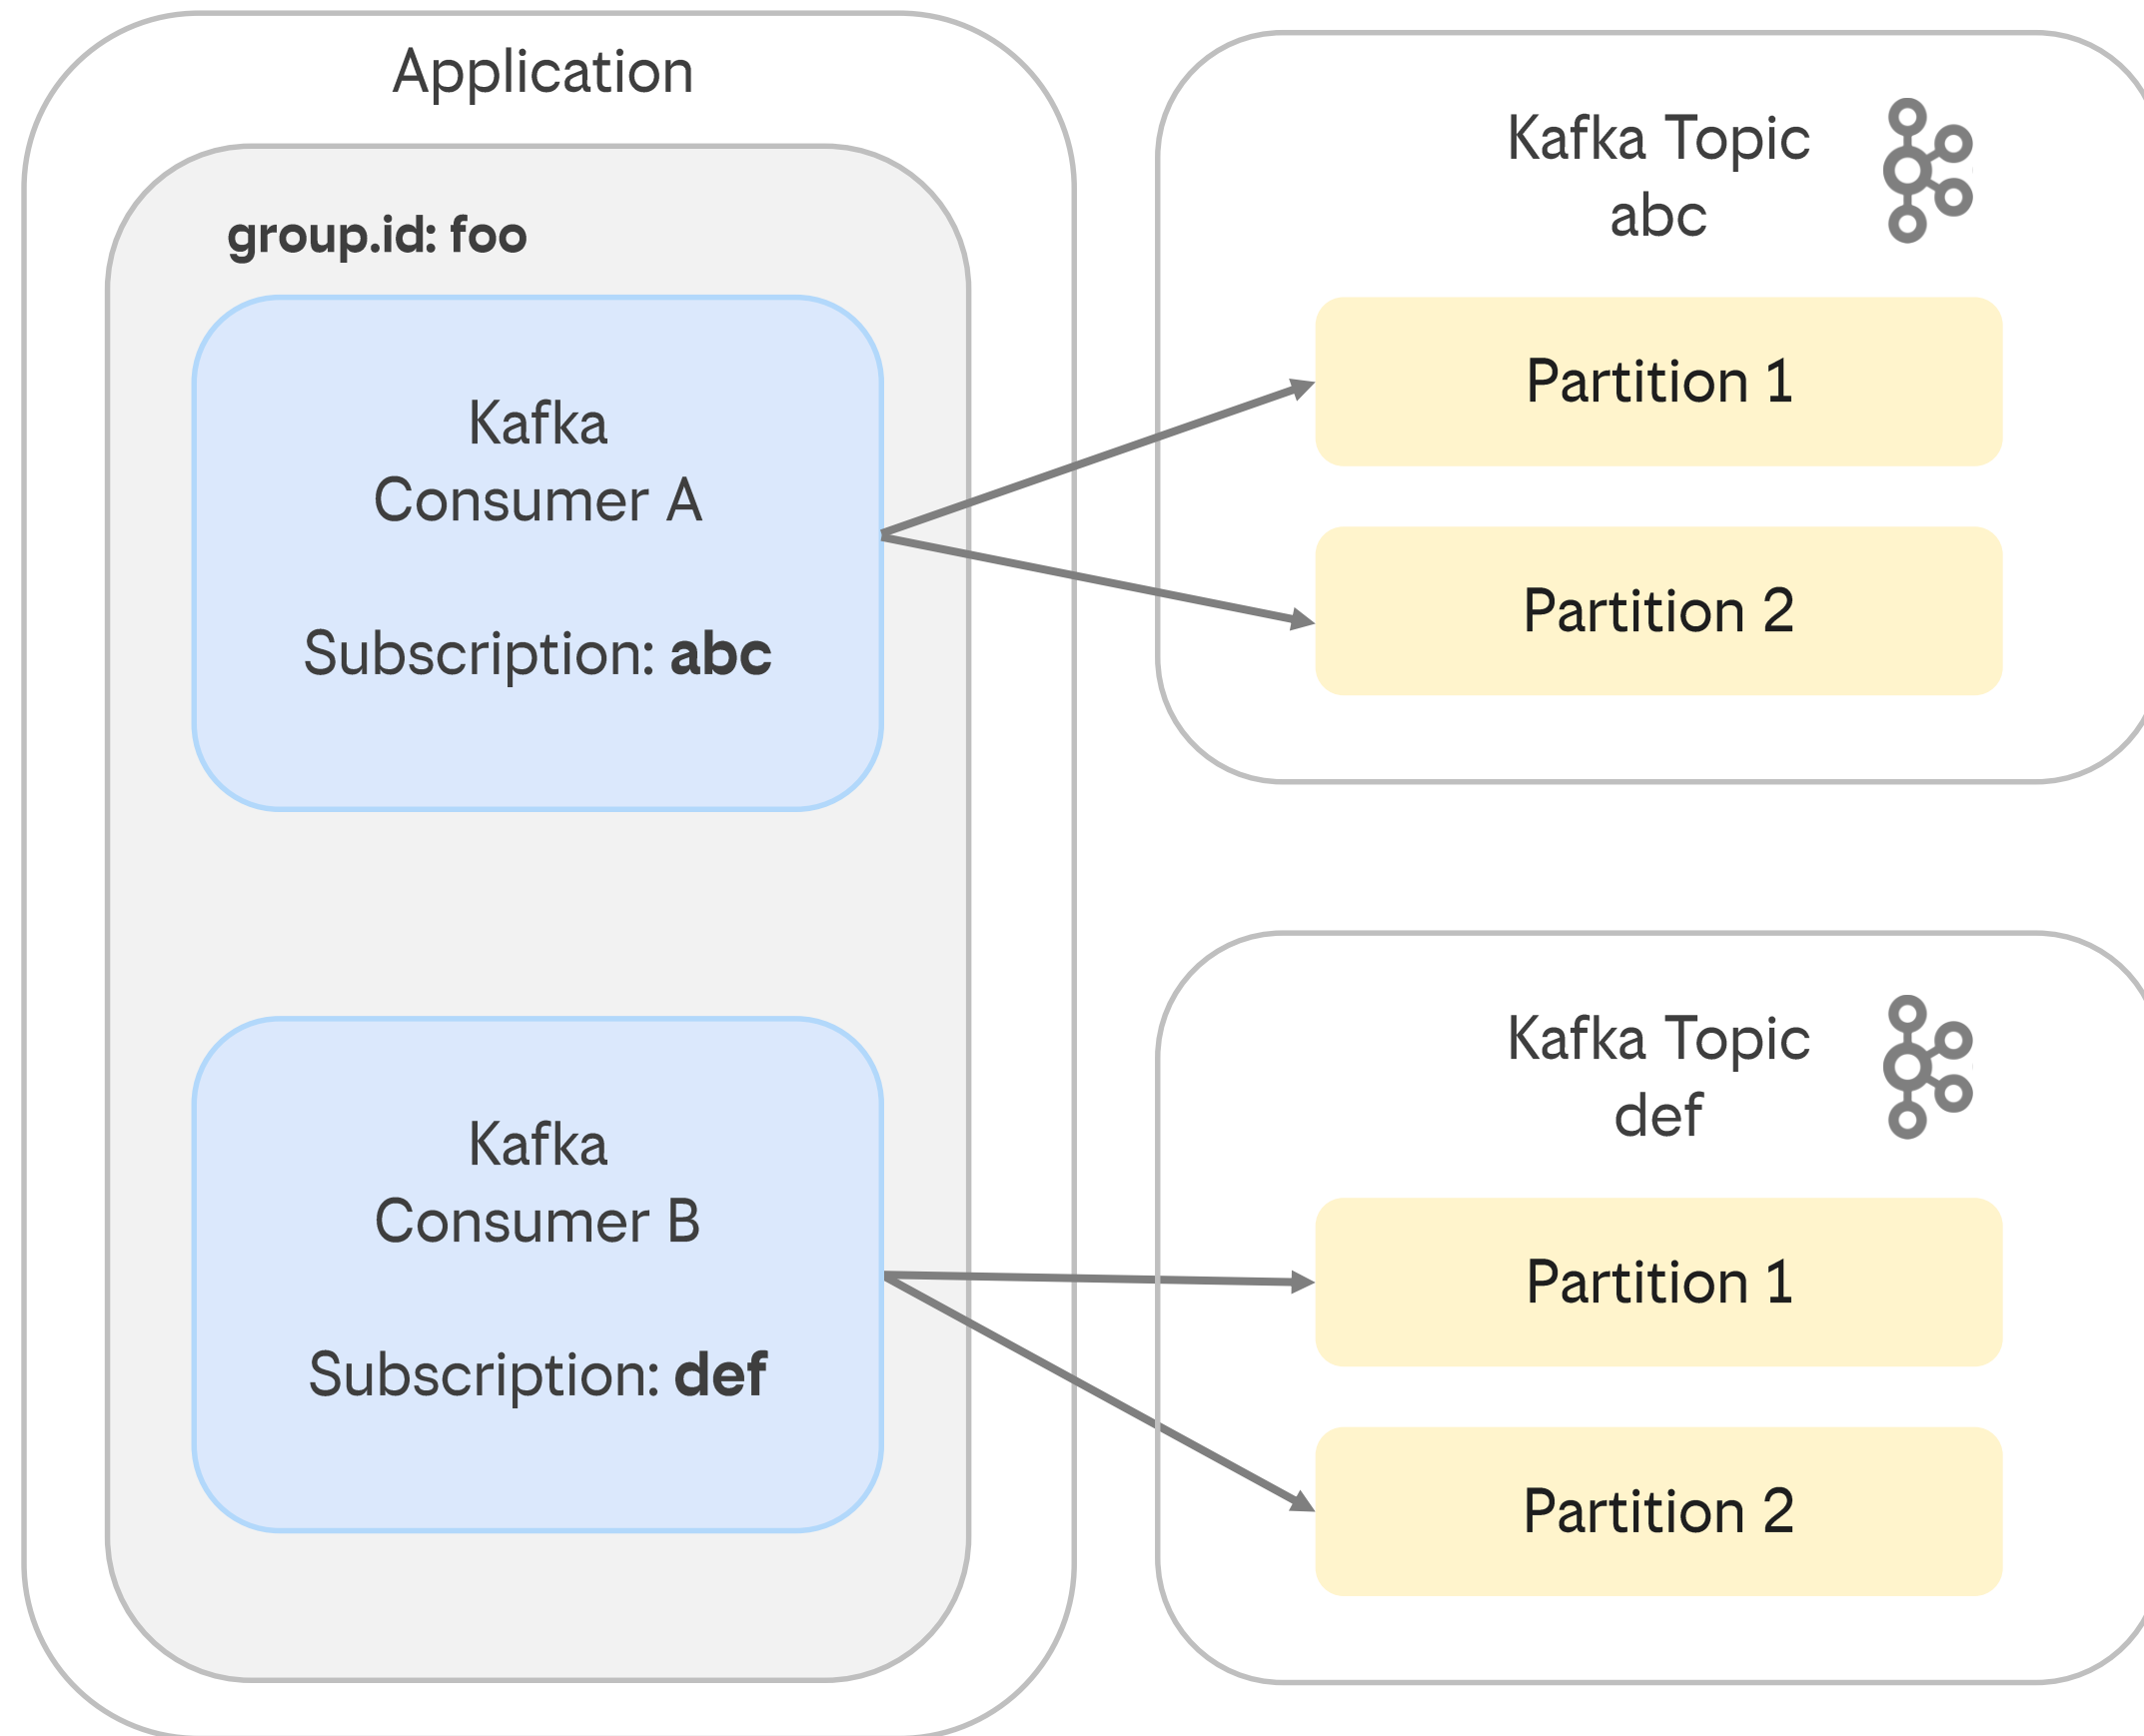 Application
group.id: foo
Kafka
Consumer A
Subscription: abc
Kafka
Consumer B
Subscription: def
Kafka Topic
abc
Partition 1
Partition 2
Kafka Topic
def
Partition 1
Partition 2